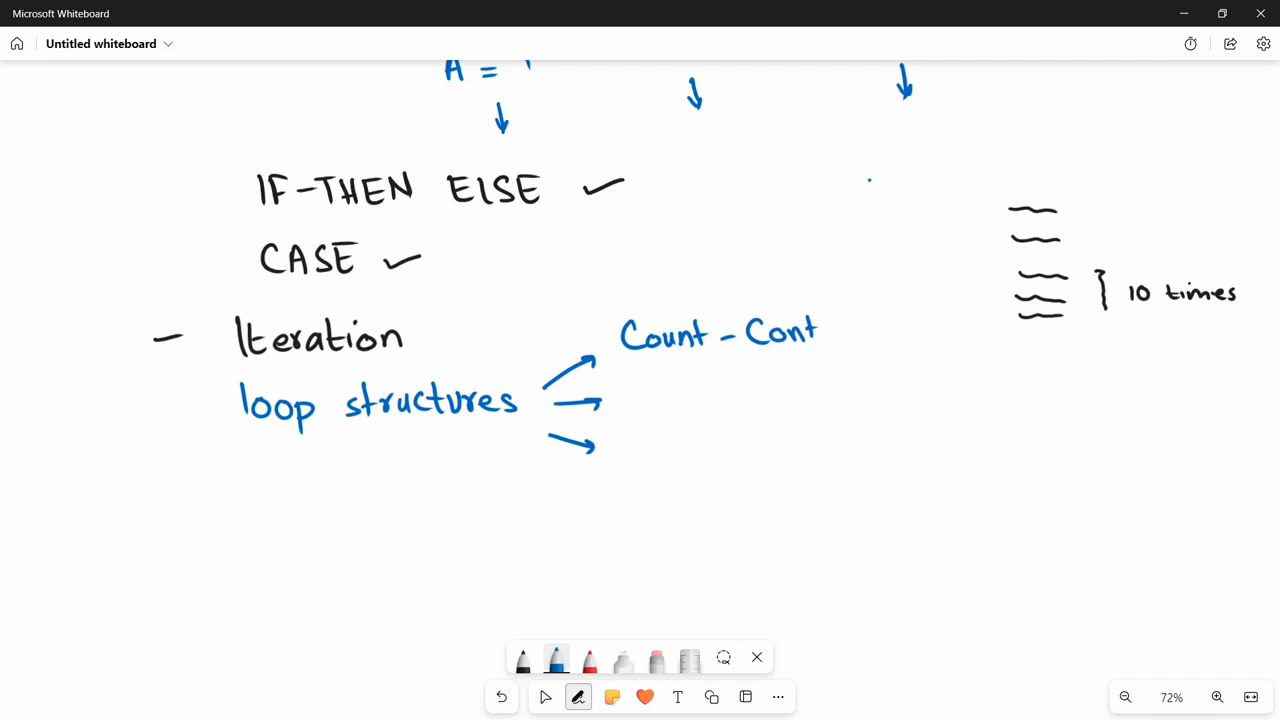 Microsoft Whiteboard
Untitled whiteboard
A =
IF-THEN ELSE
CASE
10 times
- Iteration
Count - Cont
loop structures
72%